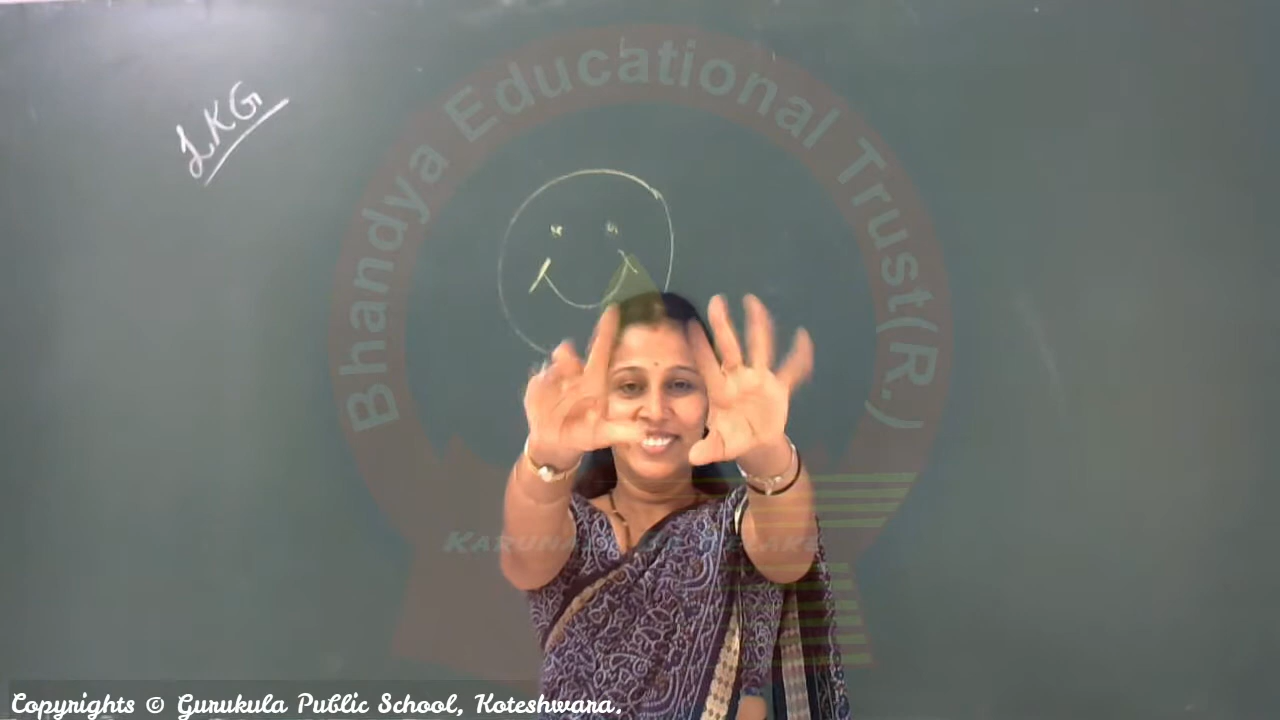 LKG
Bhandya Educational Trust(R.)
Copyrights © Gurukula Public School, Koteshwara.